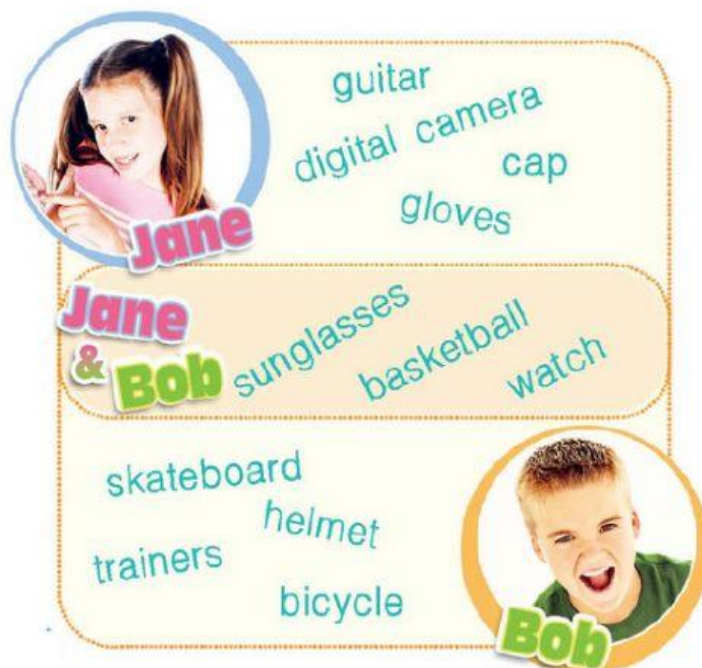 guitar
digital camera
cap
gloves
Jane
Jane
&
Bob
sunglasses
basketball
watch
skateboard
helmet
trainers
bicycle
Bob